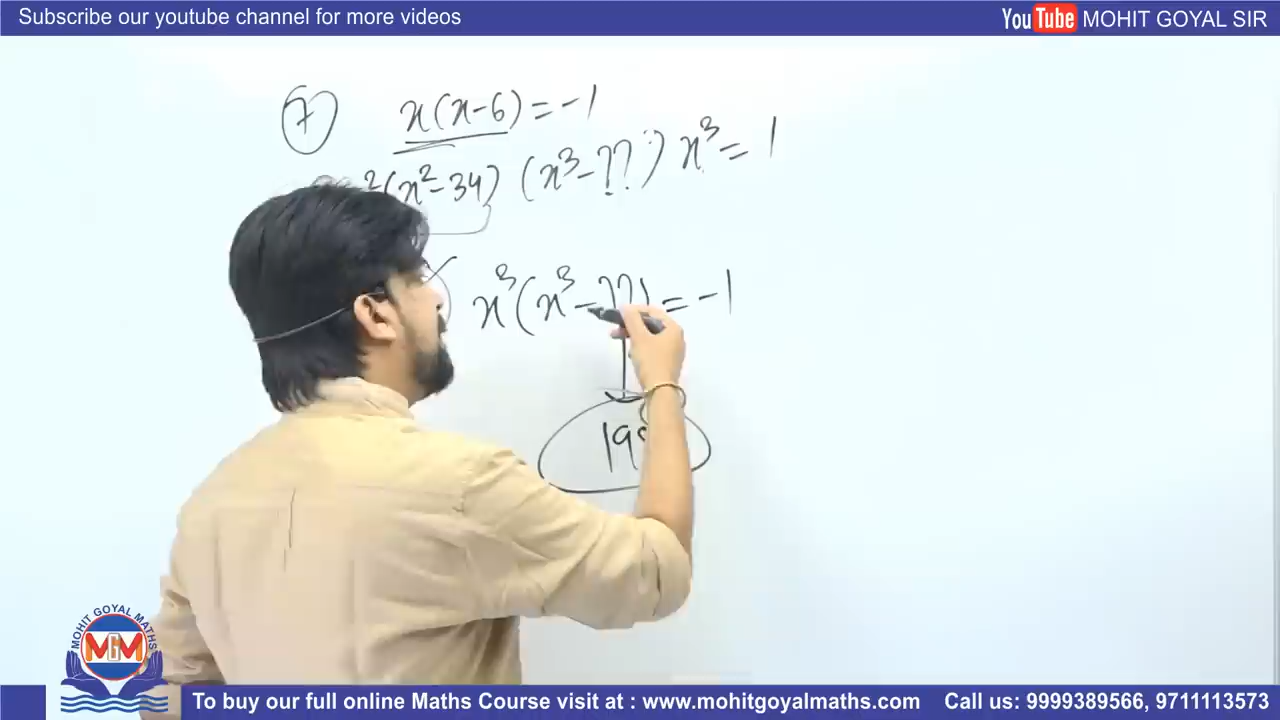 Subscribe our youtube channel for more videos
YouTube MOHIT GOYAL SIR
7 x(x-6) = -1
²(x²-34) (x³-??) x³ = 1
x³(x³-??) = -1
19
MOHIT GOYAL MATHS
MGM
To buy our full online Maths Course visit at : www.mohitgoyalmaths.com Call us: 9999389566, 9711113573